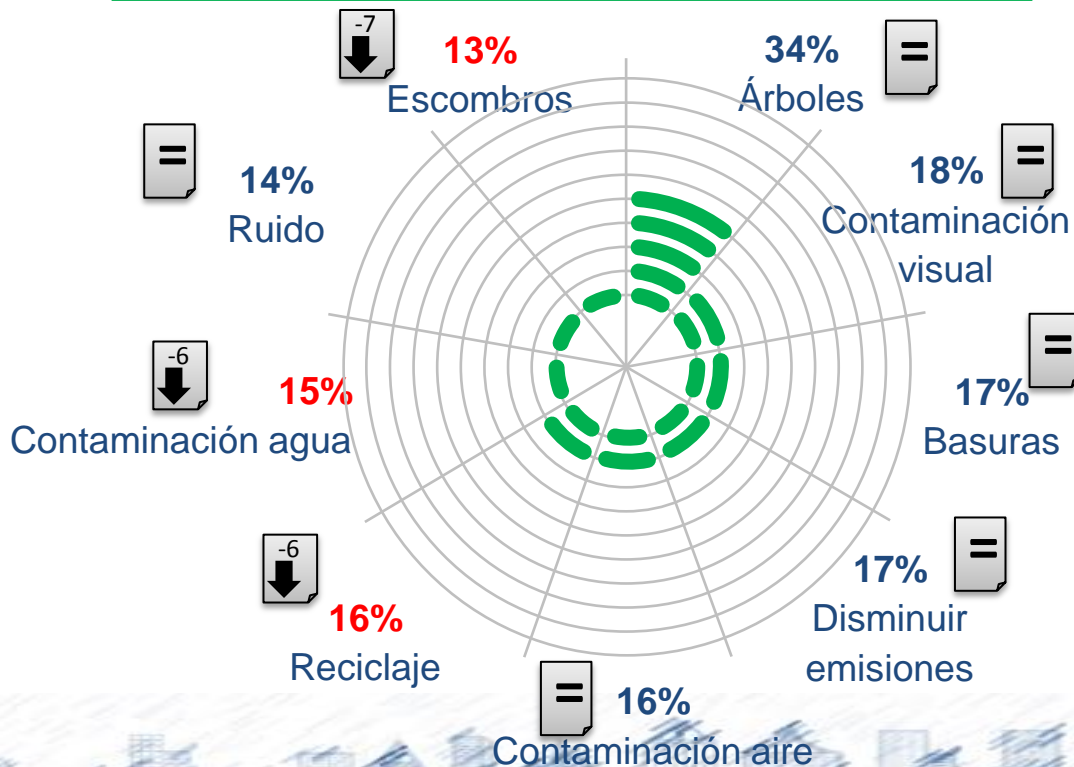 -7
13%
Escombros
34%
=
Árboles
=
14%
Ruido
18%
=
Contaminación
visual
-6
15%
Contaminación agua
17%
=
Basuras
-6
16%
Reciclaje
17%
=
Disminuir
emisiones
=
16%
Contaminación aire